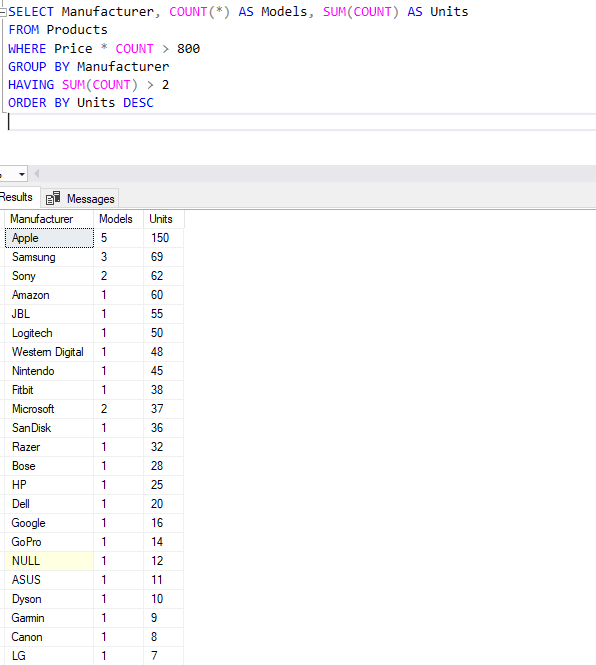 SELECT Manufacturer, COUNT(*) AS Models, SUM(COUNT) AS Units
FROM Products
WHERE Price * COUNT > 800
GROUP BY Manufacturer
HAVING SUM(COUNT) > 2
ORDER BY Units DESC
Results Messages
Manufacturer Models Units
Apple 5 150
Samsung 3 69
Sony 2 62
Amazon 1 60
JBL 1 55
Logitech 1 50
Western Digital 1 48
Nintendo 1 45
Fitbit 1 38
Microsoft 2 37
SanDisk 1 36
Razer 1 32
Bose 1 28
HP 1 25
Dell 1 20
Google 1 16
GoPro 1 14
NULL 1 12
ASUS 1 11
Dyson 1 10
Garmin 1 9
Canon 1 8
LG 1 7